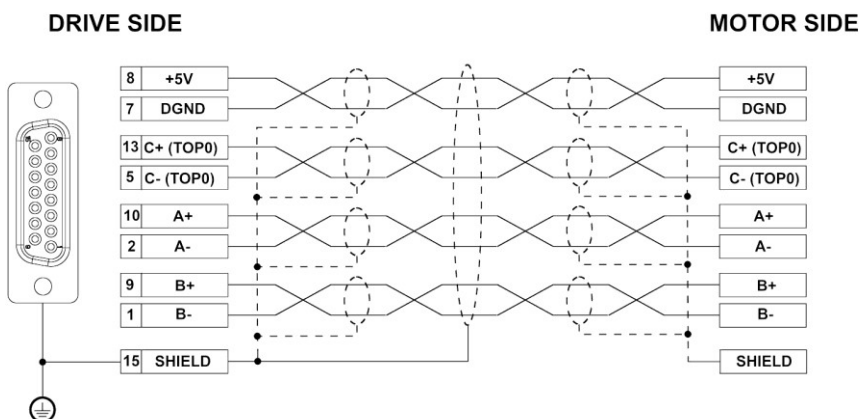 DRIVE SIDE MOTOR SIDE
8 +5V +5V
7 DGND DGND
13 C+ (TOP0) C+ (TOP0)
5 C- (TOP0) C- (TOP0)
10 A+ A+
2 A- A-
9 B+ B+
1 B- B-
15 SHIELD SHIELD